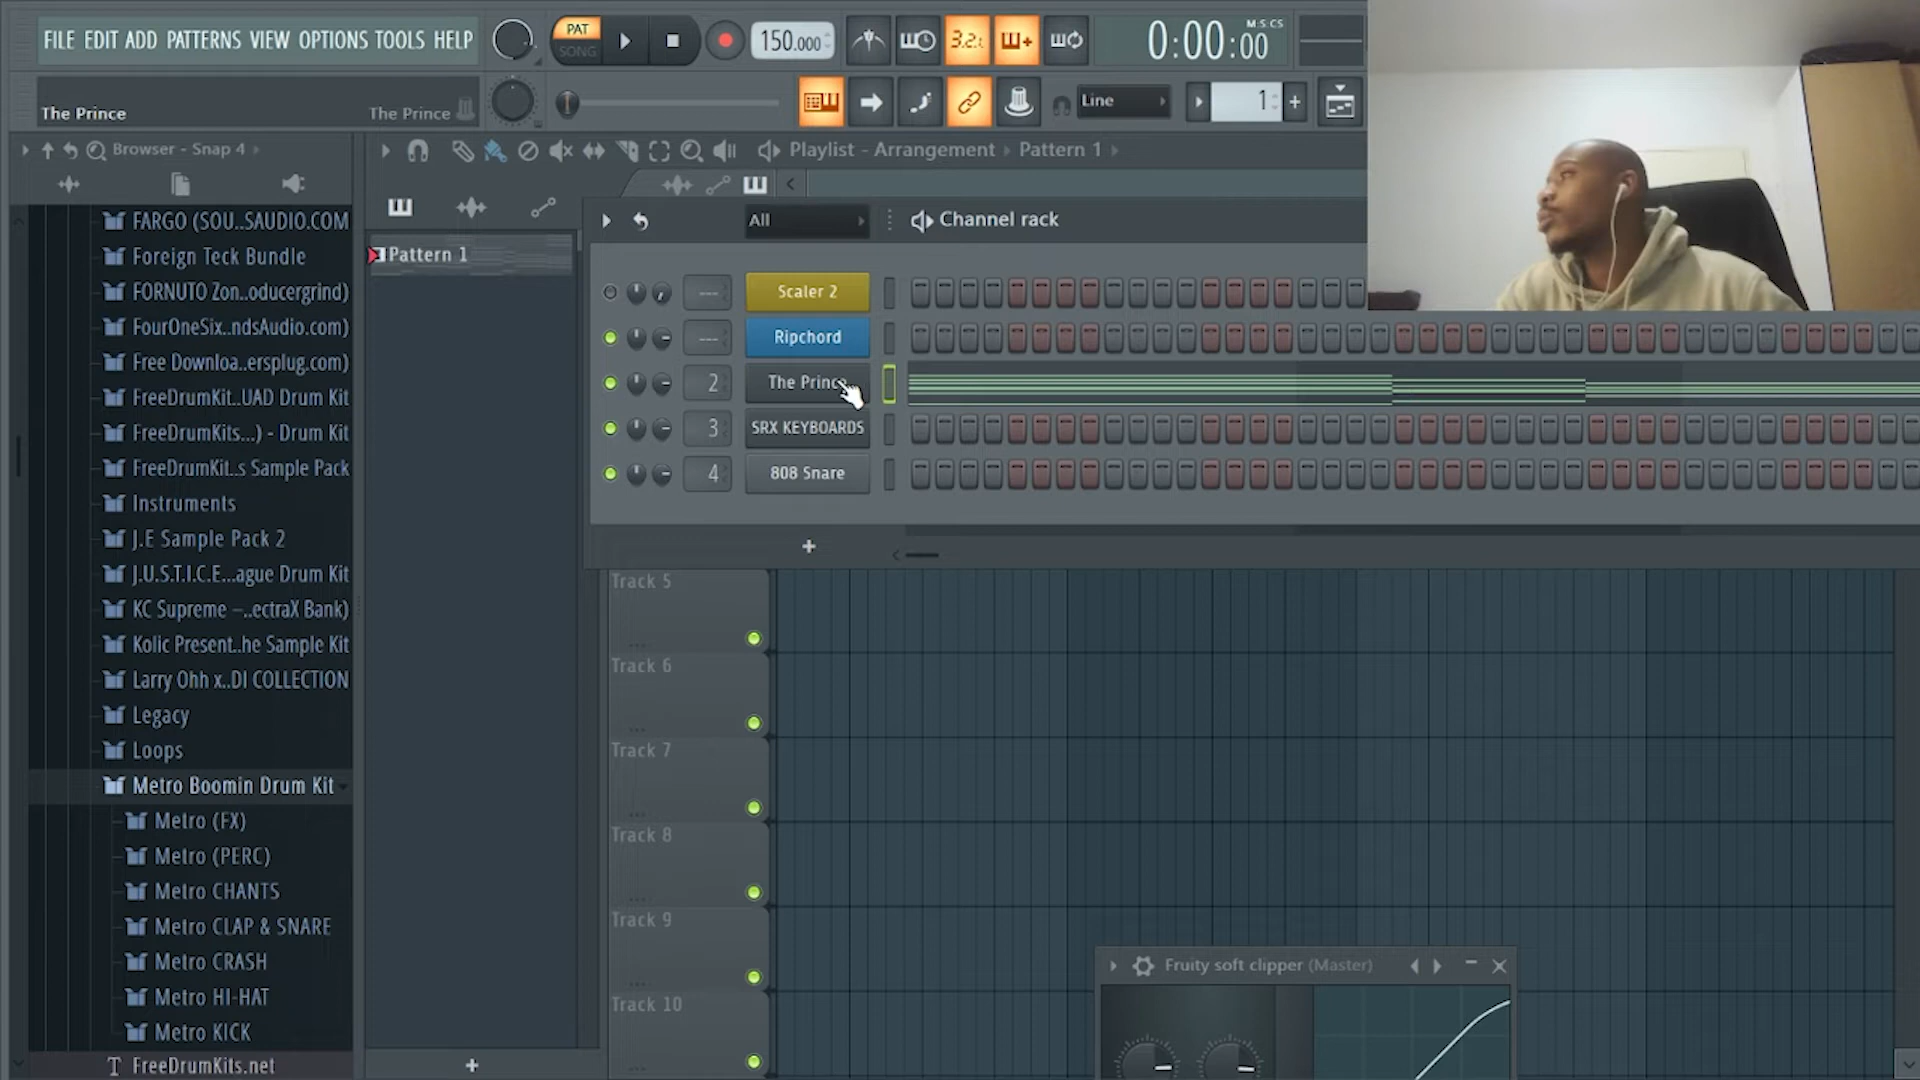 FILE EDIT ADD PATTERNS VIEW OPTIONS TOOLS HELP
PAT
SONG
150.000
3.2.
M:S:CS
0:00:00
The Prince
The Prince
Line
1
Browser - Snap 4
Playlist - Arrangement › Pattern 1
FARGO (SOU..SAUDIO.COM
Foreign Teck Bundle
FORNUTO Zon..oducergrind)
FourOneSix..ndsAudio.com)
Free Downloa..ersplug.com)
FreeDrumKit..UAD Drum Kit
FreeDrumKits...) - Drum Kit
FreeDrumKit..s Sample Pack
Instruments
J.E Sample Pack 2
J.U.S.T.I.C.E...ague Drum Kit
KC Supreme –..ectraX Bank)
Kolic Present..he Sample Kit
Larry Ohh x..DI COLLECTION
Legacy
Loops
Metro Boomin Drum Kit
Metro (FX)
Metro (PERC)
Metro CHANTS
Metro CLAP & SNARE
Metro CRASH
Metro HI-HAT
Metro KICK
FreeDrumKits.net
Pattern 1
All
Channel rack
--- Scaler 2
--- Ripchord
2 The Prince
3 SRX KEYBOARDS
4 808 Snare
Track 5
Track 6
Track 7
Track 8
Track 9
Track 10
Fruity soft clipper (Master)